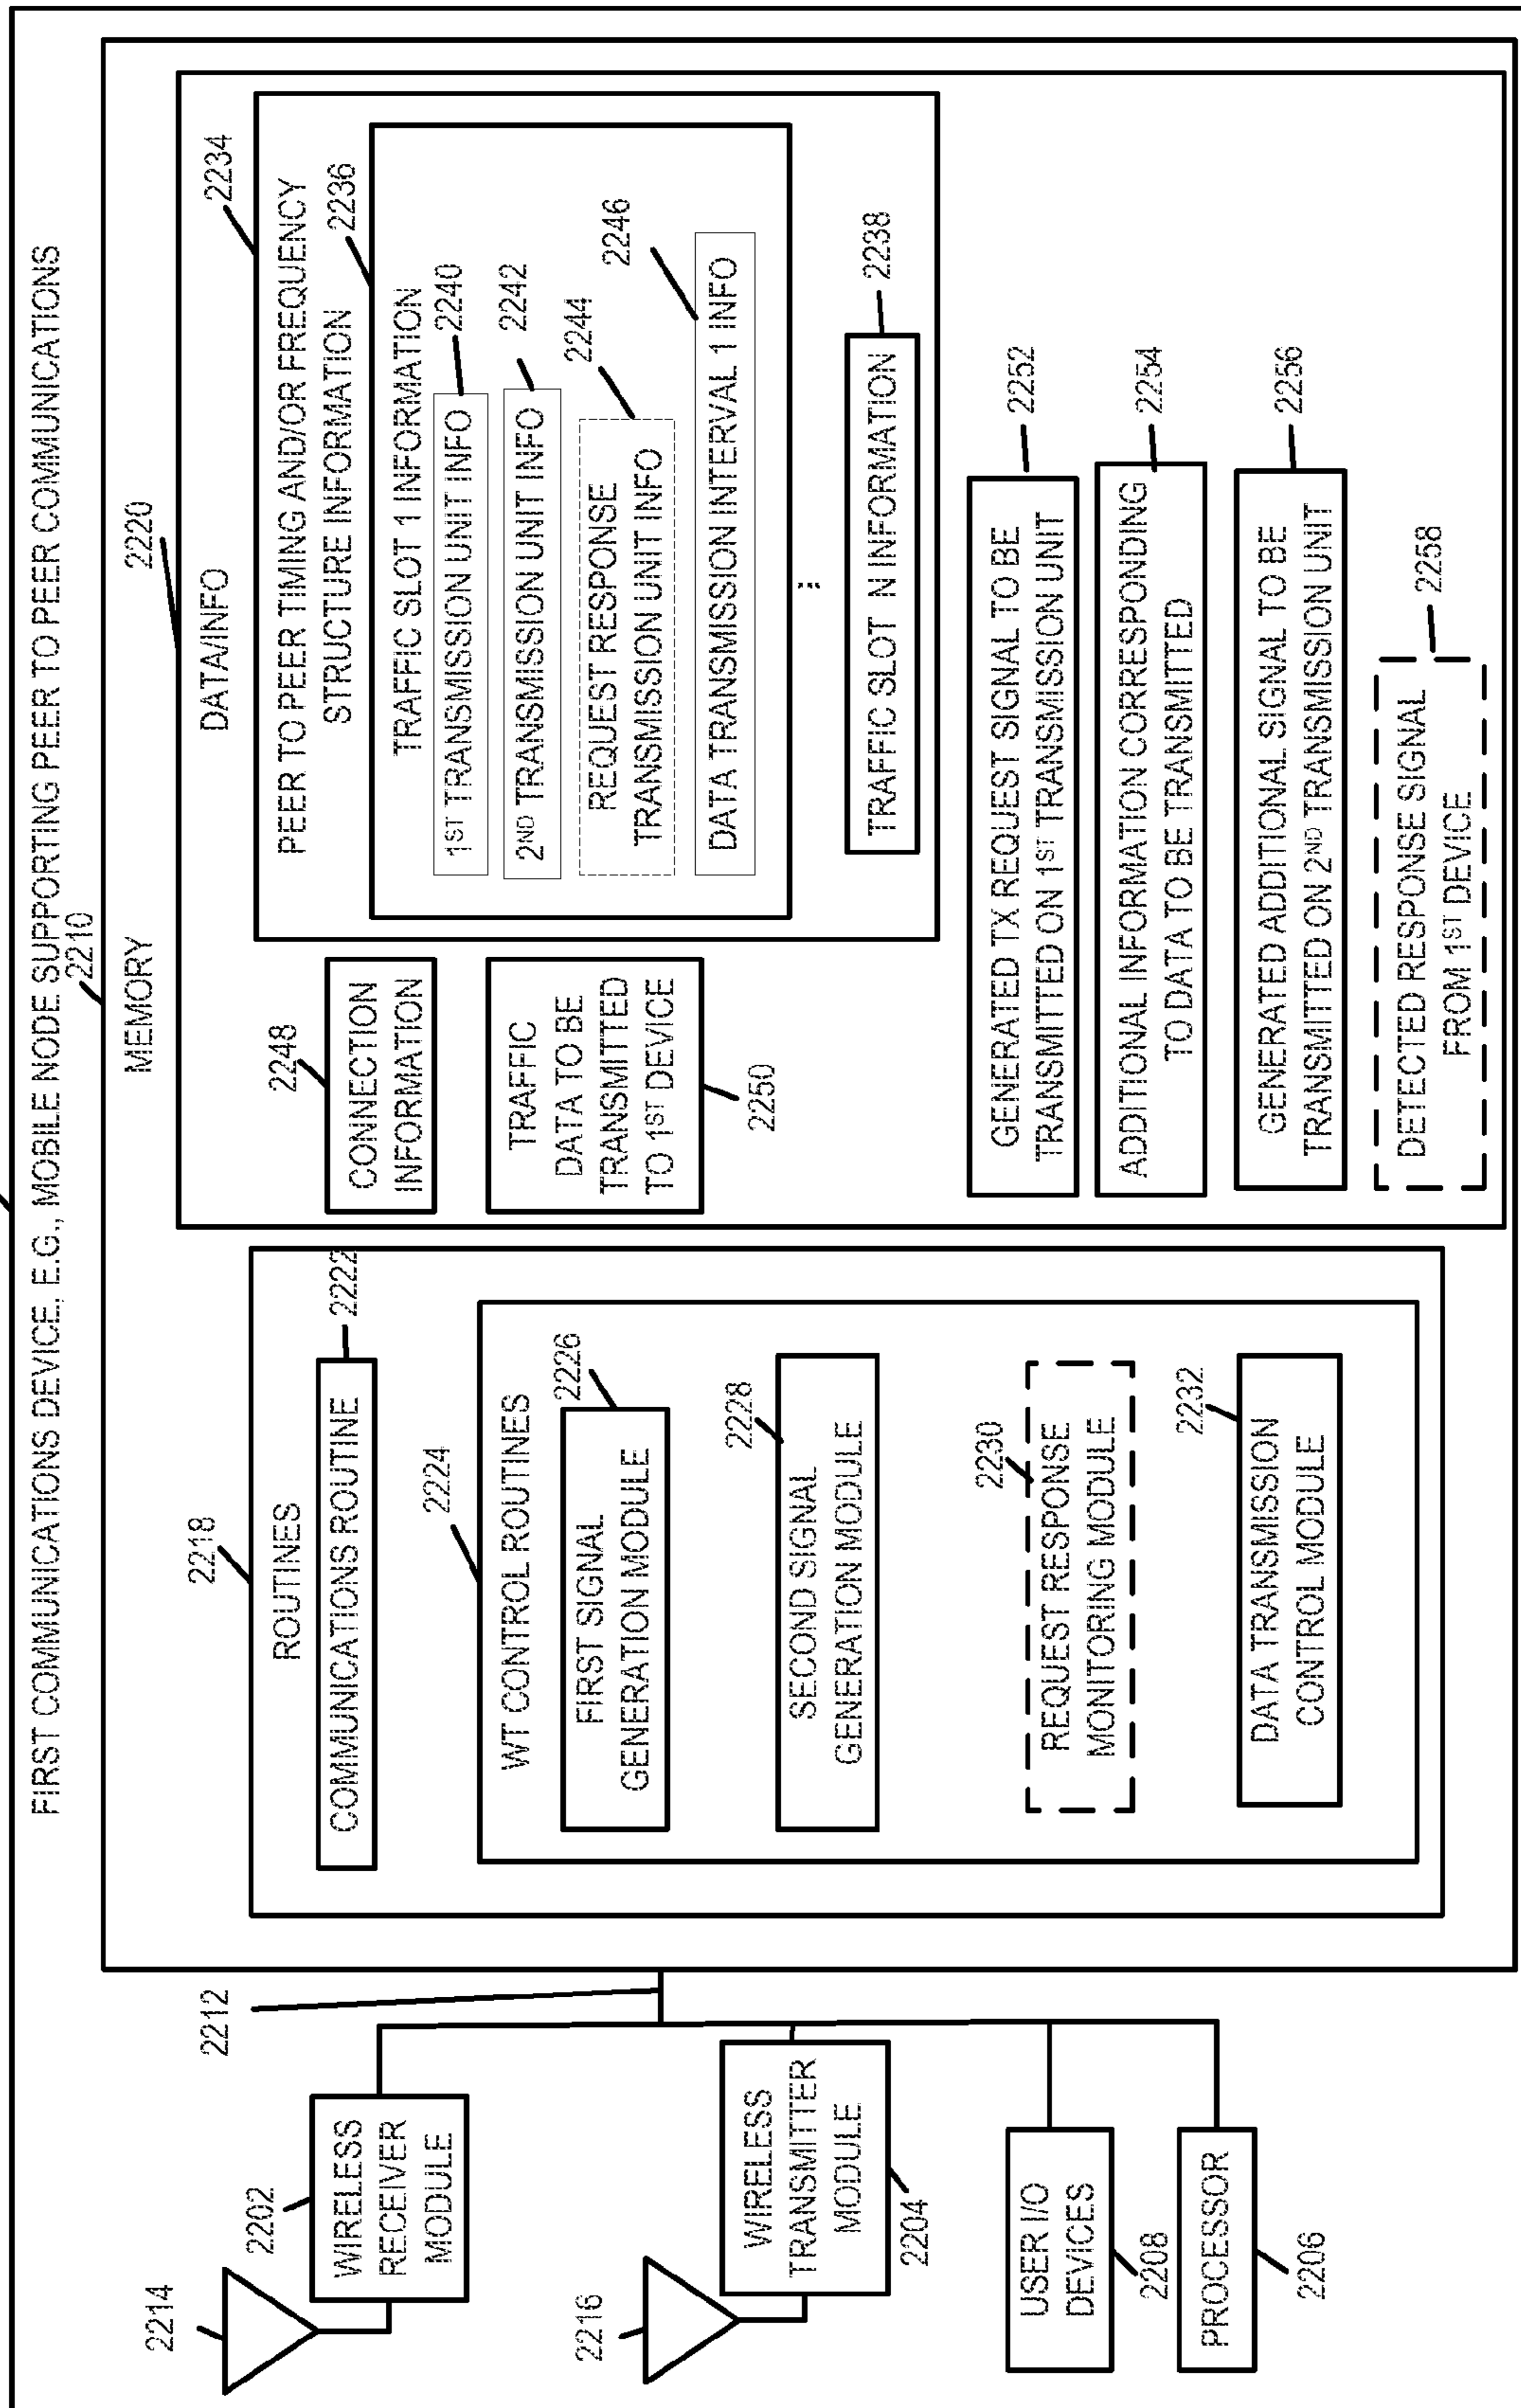 FIRST COMMUNICATIONS DEVICE, E.G., MOBILE NODE SUPPORTING PEER TO PEER COMMUNICATIONS
2210
2214
2202
WIRELESS
RECEIVER
MODULE
2216
WIRELESS
TRANSMITTER
MODULE
2204
USER I/O
DEVICES
2208
PROCESSOR
2206
2212
MEMORY
2218
ROUTINES
2222
COMMUNICATIONS ROUTINE
2224
WT CONTROL ROUTINES
2226
FIRST SIGNAL
GENERATION MODULE
2228
SECOND SIGNAL
GENERATION MODULE
2230
REQUEST RESPONSE
MONITORING MODULE
2232
DATA TRANSMISSION
CONTROL MODULE
2220
DATA/INFO
2248
CONNECTION
INFORMATION
TRAFFIC
DATA TO BE
TRANSMITTED
TO 1ST DEVICE
2250
2234
PEER TO PEER TIMING AND/OR FREQUENCY
STRUCTURE INFORMATION
2236
TRAFFIC SLOT 1 INFORMATION
2240
1ST TRANSMISSION UNIT INFO
2242
2ND TRANSMISSION UNIT INFO
2244
REQUEST RESPONSE
TRANSMISSION UNIT INFO
2246
DATA TRANSMISSION INTERVAL 1 INFO
TRAFFIC SLOT N INFORMATION
2238
GENERATED TX REQUEST SIGNAL TO BE
TRANSMITTED ON 1ST TRANSMISSION UNIT
2252
ADDITIONAL INFORMATION CORRESPONDING
TO DATA TO BE TRANSMITTED
2254
GENERATED ADDITIONAL SIGNAL TO BE
TRANSMITTED ON 2ND TRANSMISSION UNIT
2256
DETECTED RESPONSE SIGNAL
FROM 1ST DEVICE
2258